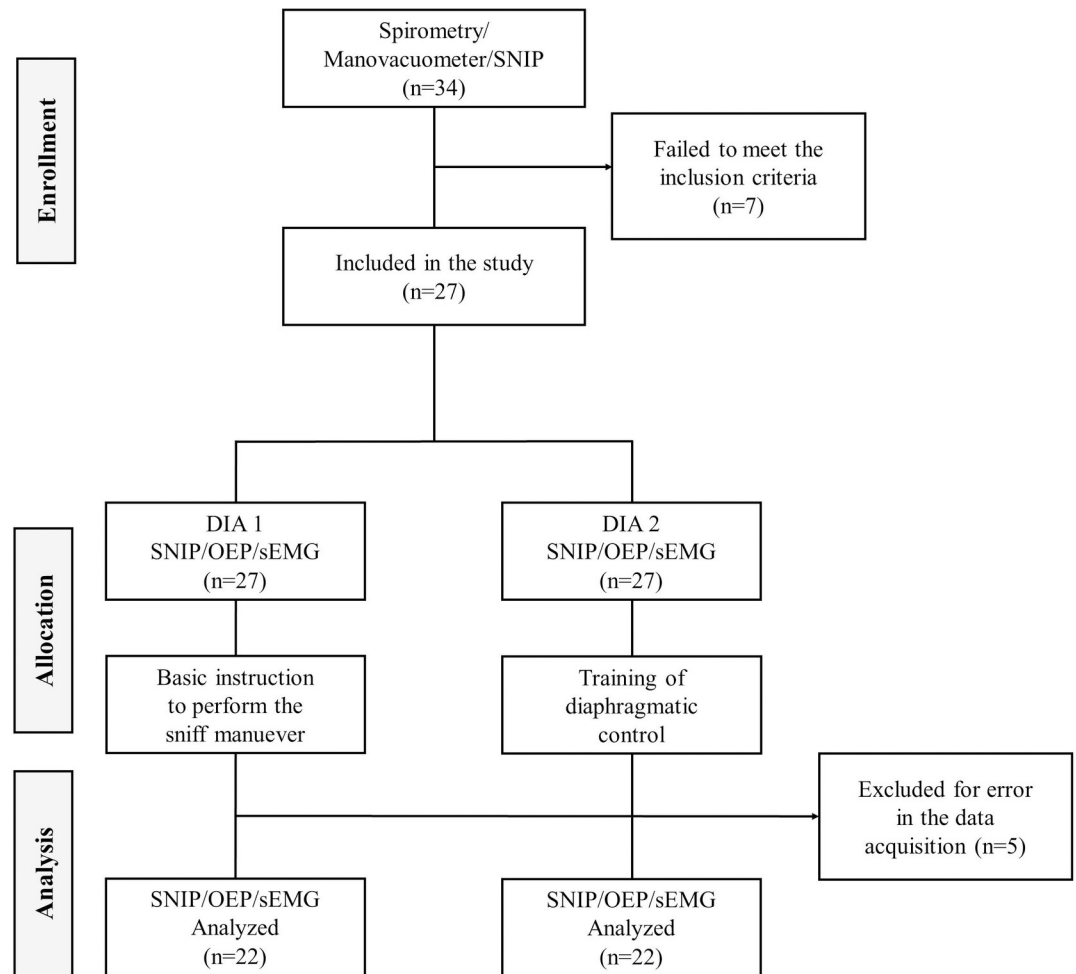 Enrollment
Spirometry/
Manovacuometer/SNIP
(n=34)
Failed to meet the
inclusion criteria
(n=7)
Included in the study
(n=27)
Allocation
DIA 1
SNIP/OEP/sEMG
(n=27)
DIA 2
SNIP/OEP/sEMG
(n=27)
Basic instruction
to perform the
sniff manuever
Training of
diaphragmatic
control
Analysis
Excluded for error
in the data
acquisition (n=5)
SNIP/OEP/sEMG
Analyzed
(n=22)
SNIP/OEP/sEMG
Analyzed
(n=22)